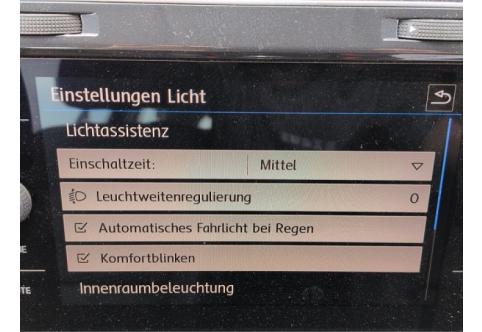 Einstellungen Licht
Lichtassistenz
Einschaltzeit: Mittel
Leuchtweitenregulierung 0
Automatisches Fahrlicht bei Regen
Komfortblinken
Innenraumbeleuchtung